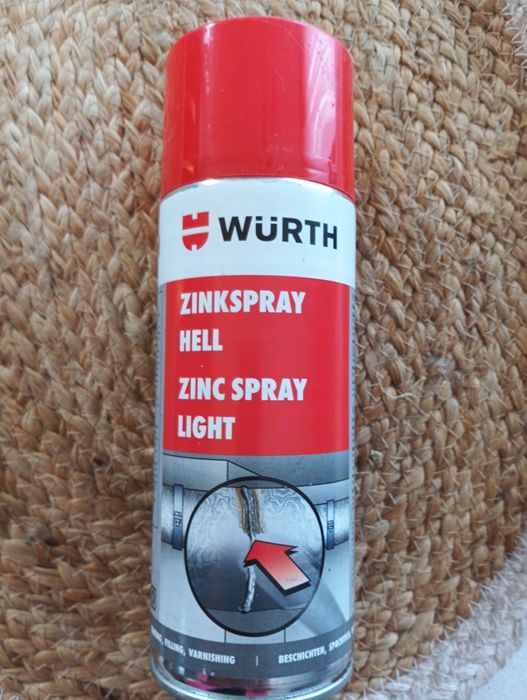 WÜRTH
ZINKSPRAY
HELL
ZINC SPRAY
LIGHT
FILLING, VARNISHING | BESCHICHTEN,